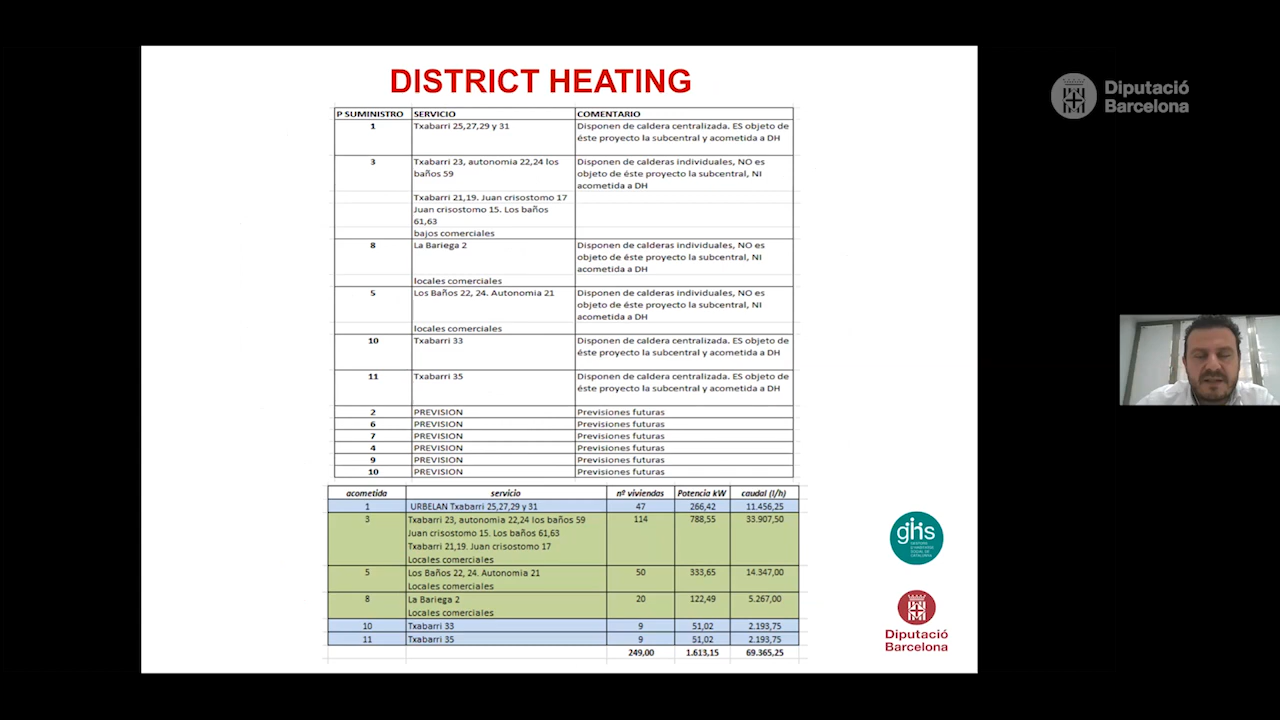 DISTRICT HEATING
P SUMINISTRO SERVICIO COMENTARIO
1 Txabarri 25,27,29 y 31 Disponen de caldera centralizada. ES objeto de
éste proyecto la subcentral y acometida a DH
3 Txabarri 23, autonomia 22,24 los Disponen de calderas individuales, NO es
baños 59 objeto de éste proyecto la subcentral, NI
acometida a DH
Txabarri 21,19. Juan crisostomo 17
Juan crisostomo 15. Los baños
61,63
bajos comerciales
8 La Bariega 2 Disponen de calderas individuales, NO es
objeto de éste proyecto la subcentral, NI
acometida a DH
locales comerciales
5 Los Baños 22, 24. Autonomia 21 Disponen de calderas individuales, NO es
objeto de éste proyecto la subcentral, NI
acometida a DH
locales comerciales
10 Txabarri 33 Disponen de caldera centralizada. ES objeto de
éste proyecto la subcentral y acometida a DH
11 Txabarri 35 Disponen de caldera centralizada. ES objeto de
éste proyecto la subcentral y acometida a DH
2 PREVISION Previsiones futuras
6 PREVISION Previsiones futuras
7 PREVISION Previsiones futuras
4 PREVISION Previsiones futuras
9 PREVISION Previsiones futuras
10 PREVISION Previsiones futuras
acometida servicio nº viviendas Potencia kW caudal (l/h)
1 URBELAN Txabarri 25,27,29 y 31 47 266,42 11.456,25
3 Txabarri 23, autonomia 22,24 los baños 59 114 788,55 33.907,50
Juan crisostomo 15. Los baños 61,63
Txabarri 21,19. Juan crisostomo 17
Locales comerciales
5 Los Baños 22, 24. Autonomia 21 50 333,65 14.347,00
Locales comerciales
8 La Bariega 2 20 122,49 5.267,00
Locales comerciales
10 Txabarri 33 9 51,02 2.193,75
11 Txabarri 35 9 51,02 2.193,75
249,00 1.613,15 69.365,25
Diputació
Barcelona
ghs
Diputació
Barcelona